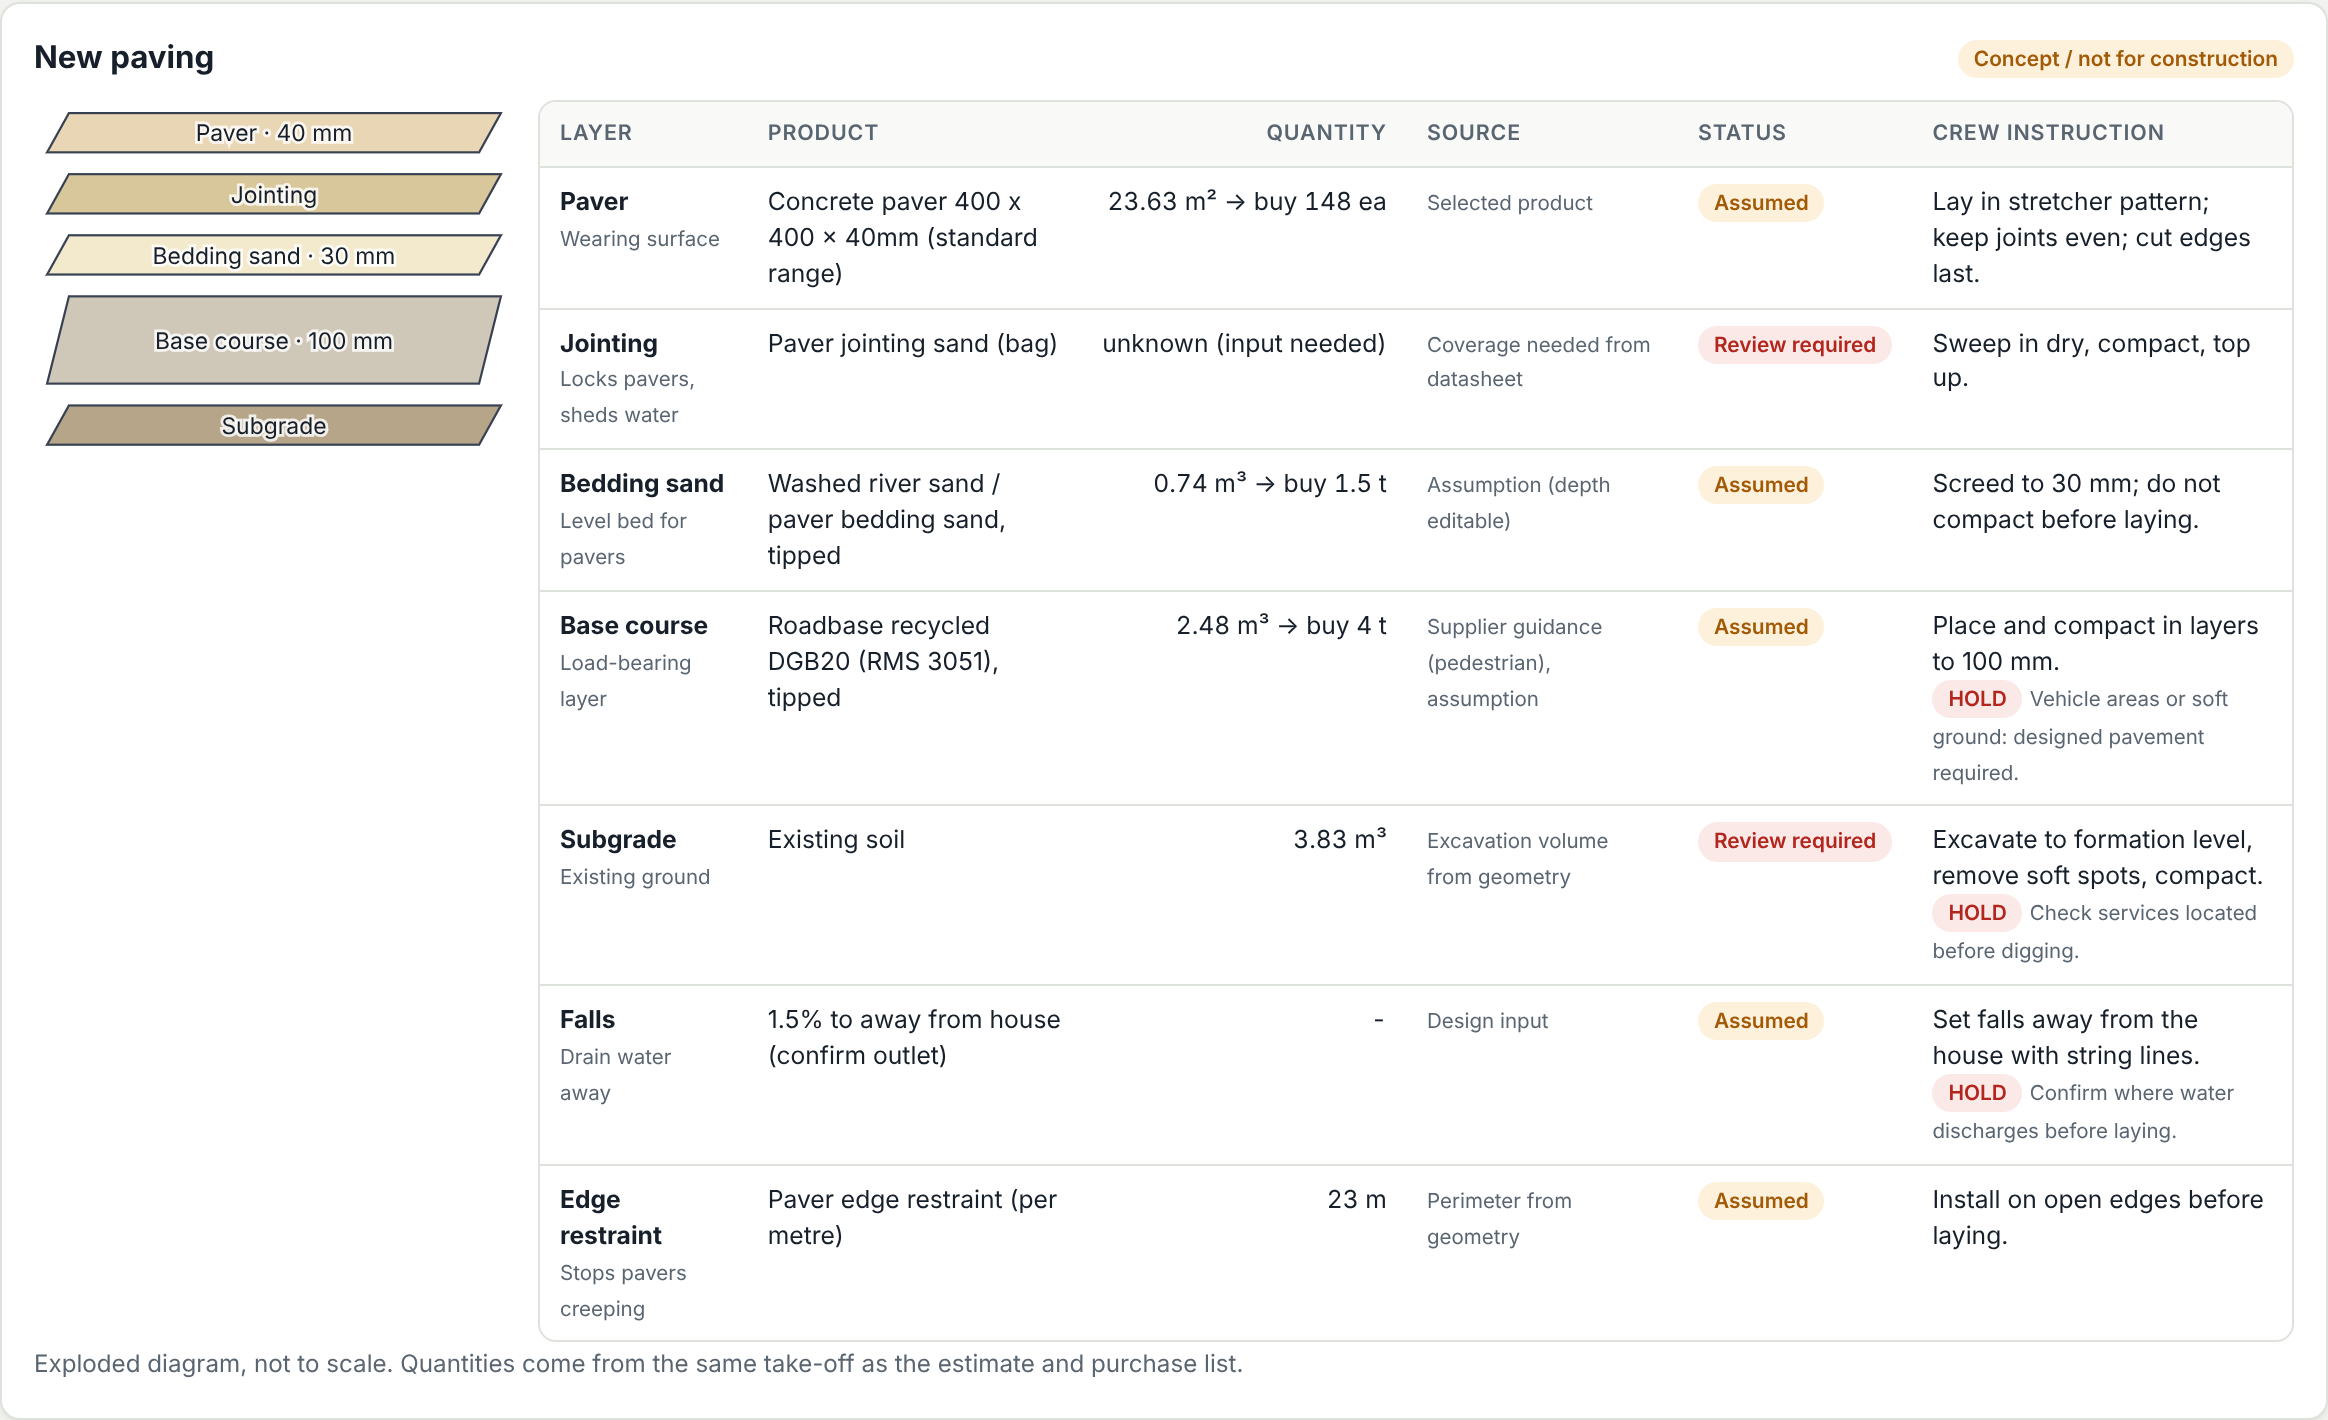 New paving
Concept / not for construction
Paver · 40 mm
Jointing
Bedding sand · 30 mm
Base course · 100 mm
Subgrade
LAYER PRODUCT QUANTITY SOURCE STATUS CREW INSTRUCTION
Paver
Wearing surface
Concrete paver 400 x
400 × 40mm (standard
range)
23.63 m² → buy 148 ea
Selected product
Assumed
Lay in stretcher pattern;
keep joints even; cut edges
last.
Jointing
Locks pavers,
sheds water
Paver jointing sand (bag)
unknown (input needed)
Coverage needed from
datasheet
Review required
Sweep in dry, compact, top
up.
Bedding sand
Level bed for
pavers
Washed river sand /
paver bedding sand,
tipped
0.74 m³ → buy 1.5 t
Assumption (depth
editable)
Assumed
Screed to 30 mm; do not
compact before laying.
Base course
Load-bearing
layer
Roadbase recycled
DGB20 (RMS 3051),
tipped
2.48 m³ → buy 4 t
Supplier guidance
(pedestrian),
assumption
Assumed
Place and compact in layers
to 100 mm.
HOLD Vehicle areas or soft
ground: designed pavement
required.
Subgrade
Existing ground
Existing soil
3.83 m³
Excavation volume
from geometry
Review required
Excavate to formation level,
remove soft spots, compact.
HOLD Check services located
before digging.
Falls
Drain water
away
1.5% to away from house
(confirm outlet)
-
Design input
Assumed
Set falls away from the
house with string lines.
HOLD Confirm where water
discharges before laying.
Edge
restraint
Stops pavers
creeping
Paver edge restraint (per
metre)
23 m
Perimeter from
geometry
Assumed
Install on open edges before
laying.
Exploded diagram, not to scale. Quantities come from the same take-off as the estimate and purchase list.